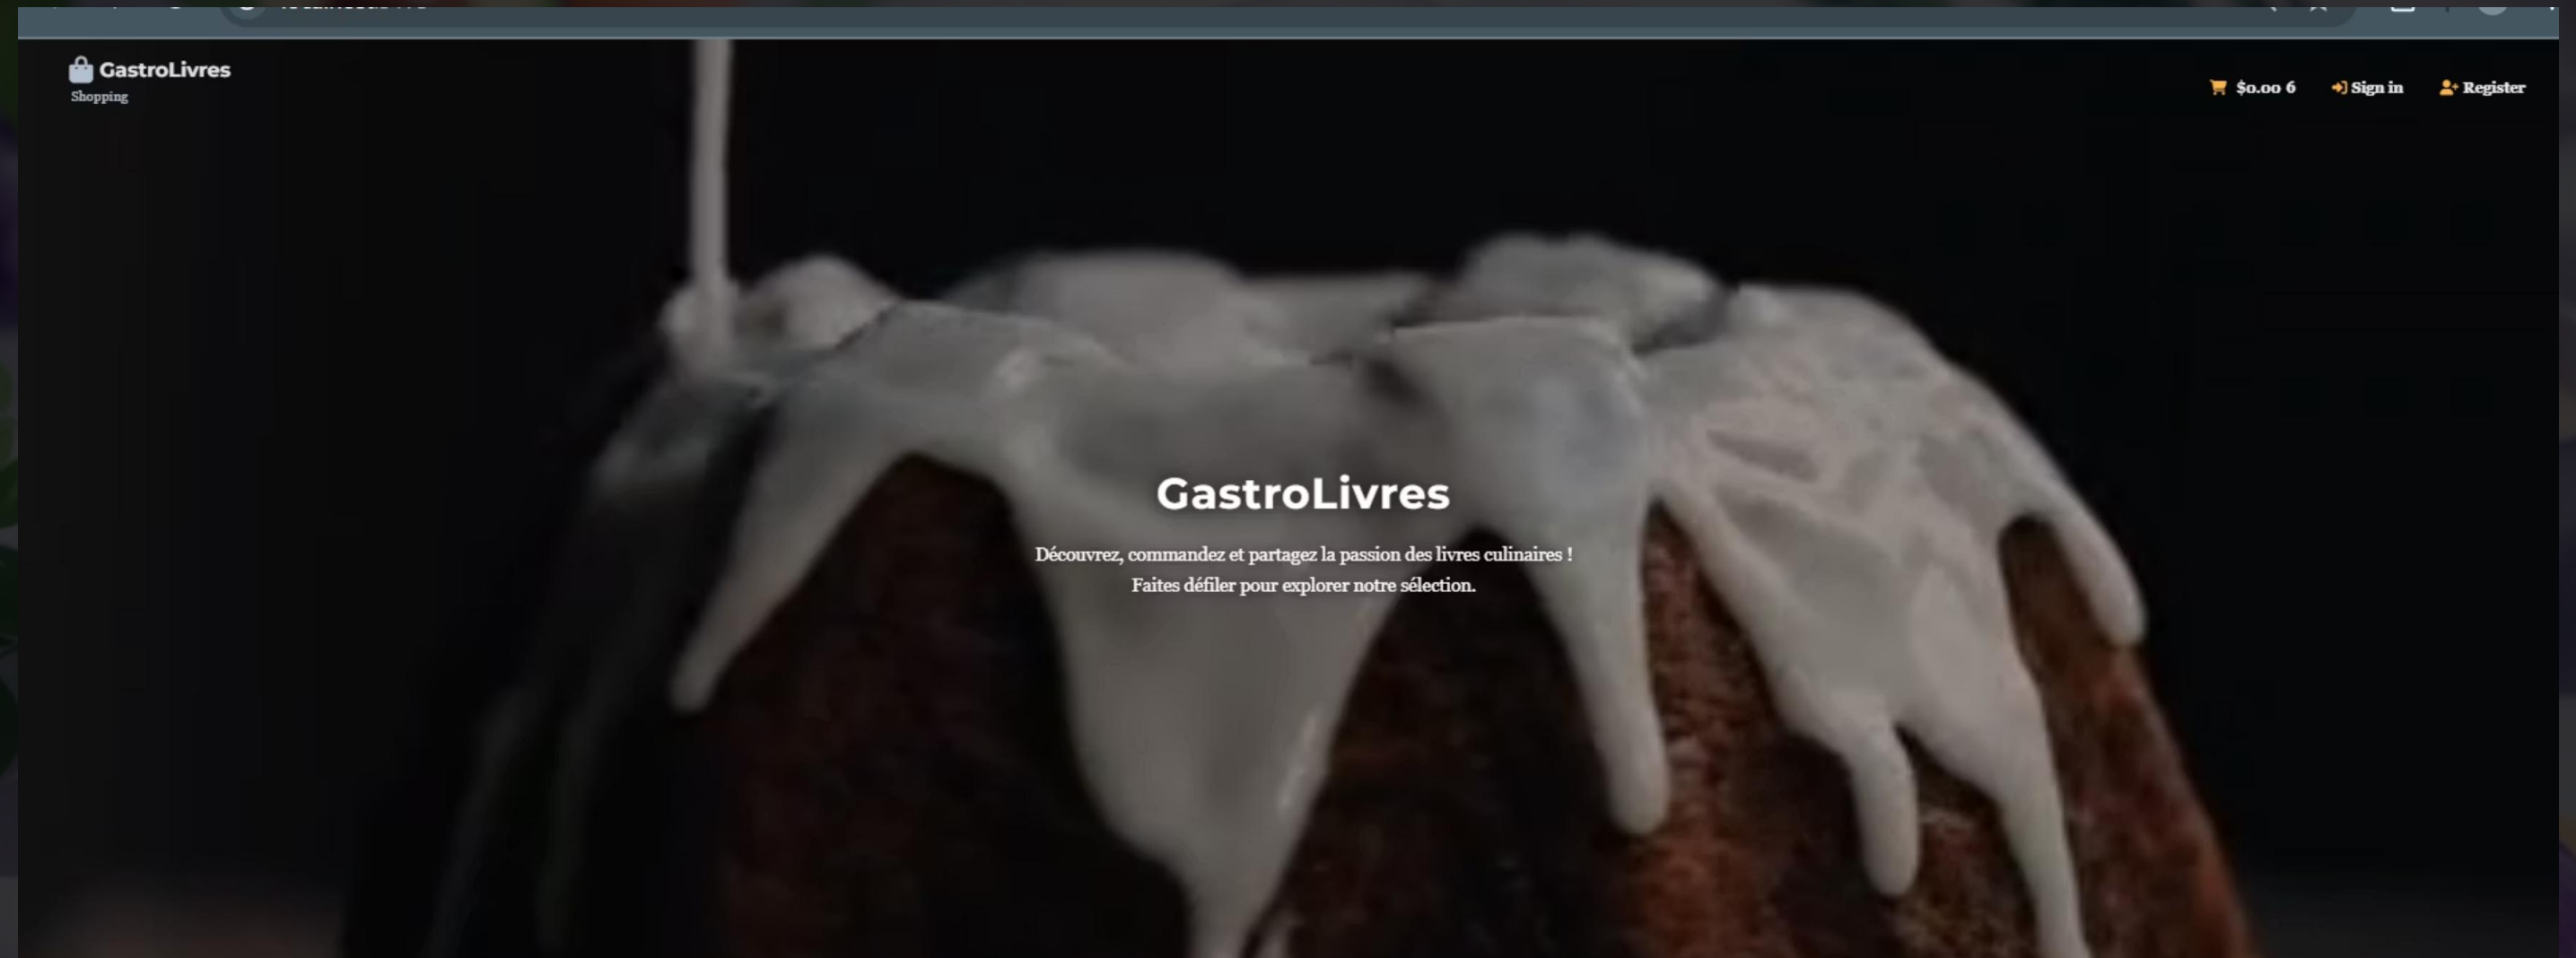 GastroLivres
Shopping
$0.00 6
Sign in
Register
GastroLivres
Découvrez, commandez et partagez la passion des livres culinaires !
Faites défiler pour explorer notre sélection.